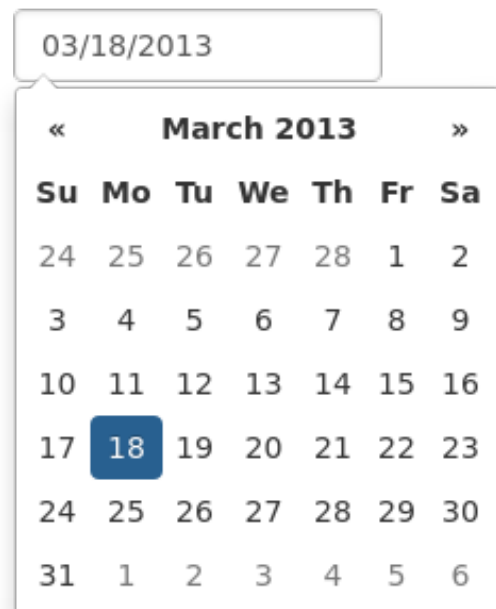 03/18/2013
« March 2013 »
Su Mo Tu We Th Fr Sa
24 25 26 27 28 1 2
3 4 5 6 7 8 9
10 11 12 13 14 15 16
17 18 19 20 21 22 23
24 25 26 27 28 29 30
31 1 2 3 4 5 6